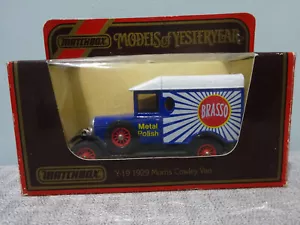 MATCHBOX
MODELS OF YESTERYEAR
BRASSO
Metal
Polish
MATCHBOX
Y-19 1929 Morris Cowley Van